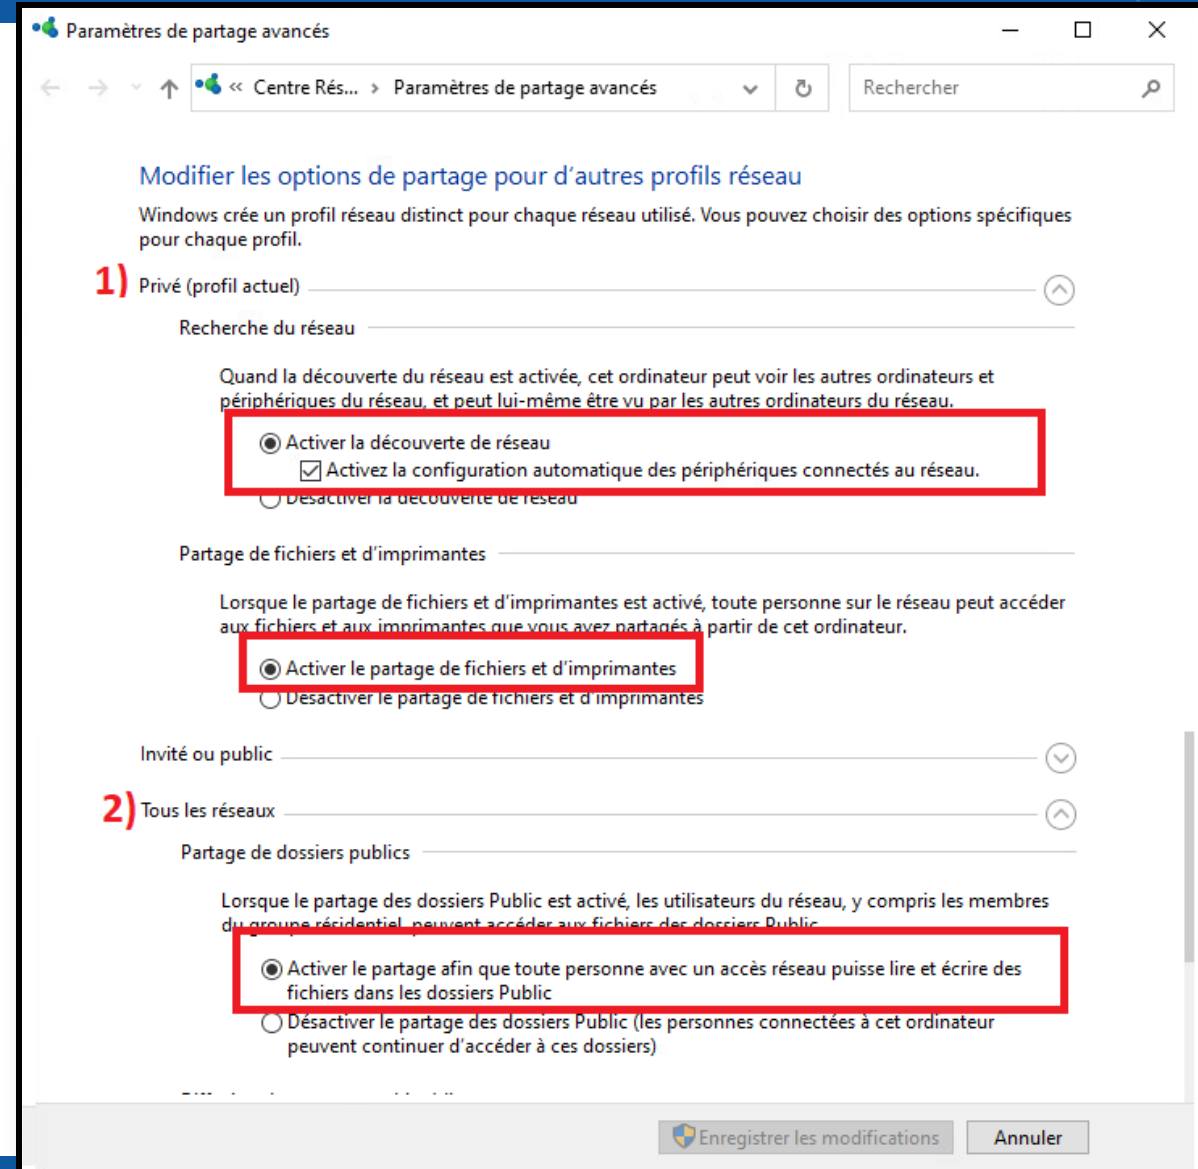 Paramètres de partage avancés
« Centre Rés... > Paramètres de partage avancés
Rechercher
Modifier les options de partage pour d'autres profils réseau
Windows crée un profil réseau distinct pour chaque réseau utilisé. Vous pouvez choisir des options spécifiques
pour chaque profil.
1) Privé (profil actuel)
Recherche du réseau
Quand la découverte du réseau est activée, cet ordinateur peut voir les autres ordinateurs et
périphériques du réseau, et peut lui-même être vu par les autres ordinateurs du réseau.
Activer la découverte de réseau
Activez la configuration automatique des périphériques connectés au réseau.
Désactiver la découverte de réseau
Partage de fichiers et d'imprimantes
Lorsque le partage de fichiers et d'imprimantes est activé, toute personne sur le réseau peut accéder
aux fichiers et aux imprimantes que vous avez partagés à partir de cet ordinateur.
Activer le partage de fichiers et d'imprimantes
Désactiver le partage de fichiers et d'imprimantes
Invité ou public
2) Tous les réseaux
Partage de dossiers publics
Lorsque le partage des dossiers Public est activé, les utilisateurs du réseau, y compris les membres
du groupe résidentiel, peuvent accéder aux fichiers des dossiers Public.
Activer le partage afin que toute personne avec un accès réseau puisse lire et écrire des
fichiers dans les dossiers Public
Désactiver le partage des dossiers Public (les personnes connectées à cet ordinateur
peuvent continuer d'accéder à ces dossiers)
Enregistrer les modifications
Annuler